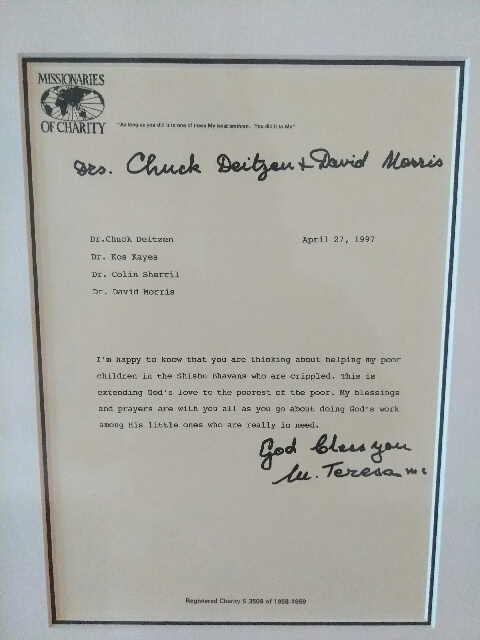 MISSIONARIES
OF CHARITY
"As long as you did it to one of these My least brethren. You did it to Me"
Drs. Chuck Deitzen + David Morris
Dr.Chuck Deitzen
April 27, 1997
Dr. Kos Kayes
Dr. Colin Sherril
Dr. David Morris
I'm happy to know that you are thinking about helping my poor
children in the Shishu Bhavans who are crippled. This is
extending God's love to the poorest of the poor. My blessings
and prayers are with you all as you go about doing God's work
among His little ones who are really in need.
God bless you
M. Teresa mc
Registered Charity S 3509 of 1958-1959